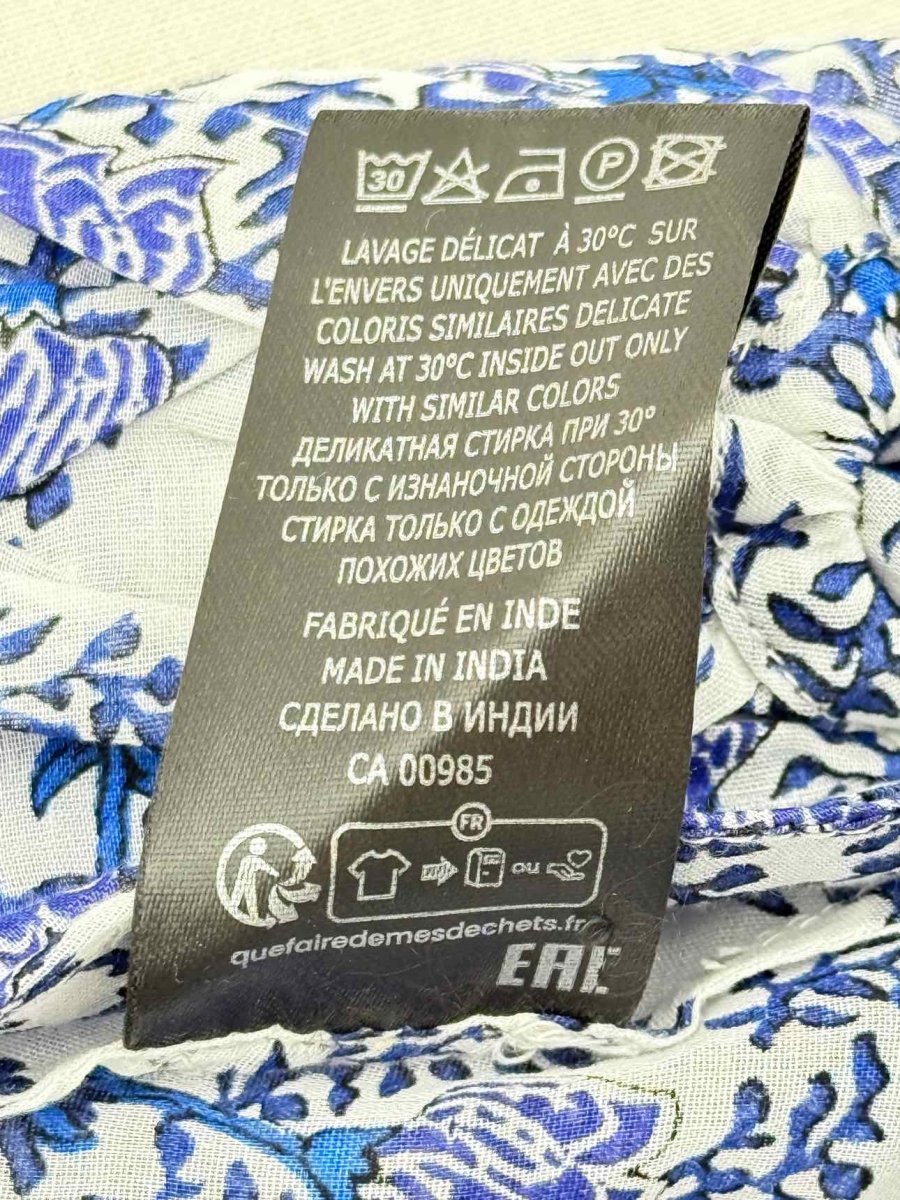 30 P
LAVAGE DÉLICAT À 30°C SUR
L'ENVERS UNIQUEMENT AVEC DES
COLORIS SIMILAIRES DELICATE
WASH AT 30°C INSIDE OUT ONLY
WITH SIMILAR COLORS
ДЕЛИКАТНАЯ СТИРКА ПРИ 30°
ТОЛЬКО С ИЗНАНОЧНОЙ СТОРОНЫ
СТИРКА ТОЛЬКО С ОДЕЖДОЙ
ПОХОЖИХ ЦВЕТОВ
FABRIQUÉ EN INDE
MADE IN INDIA
СДЕЛАНО В ИНДИИ
CA 00985
FR
ou
quefairedemesdechets.fr
EAC